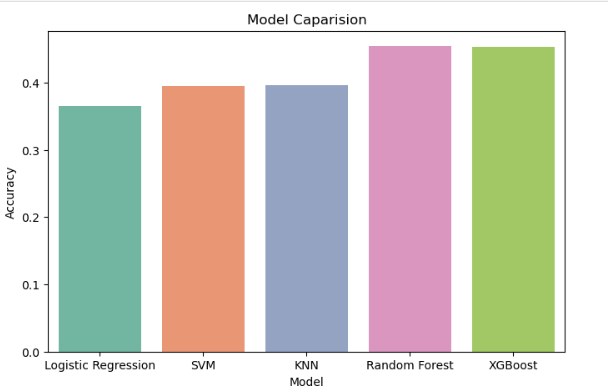 Model Caparision
Accuracy
0.4
0.3
0.2
0.1
0.0
Logistic Regression SVM KNN Random Forest XGBoost
Model